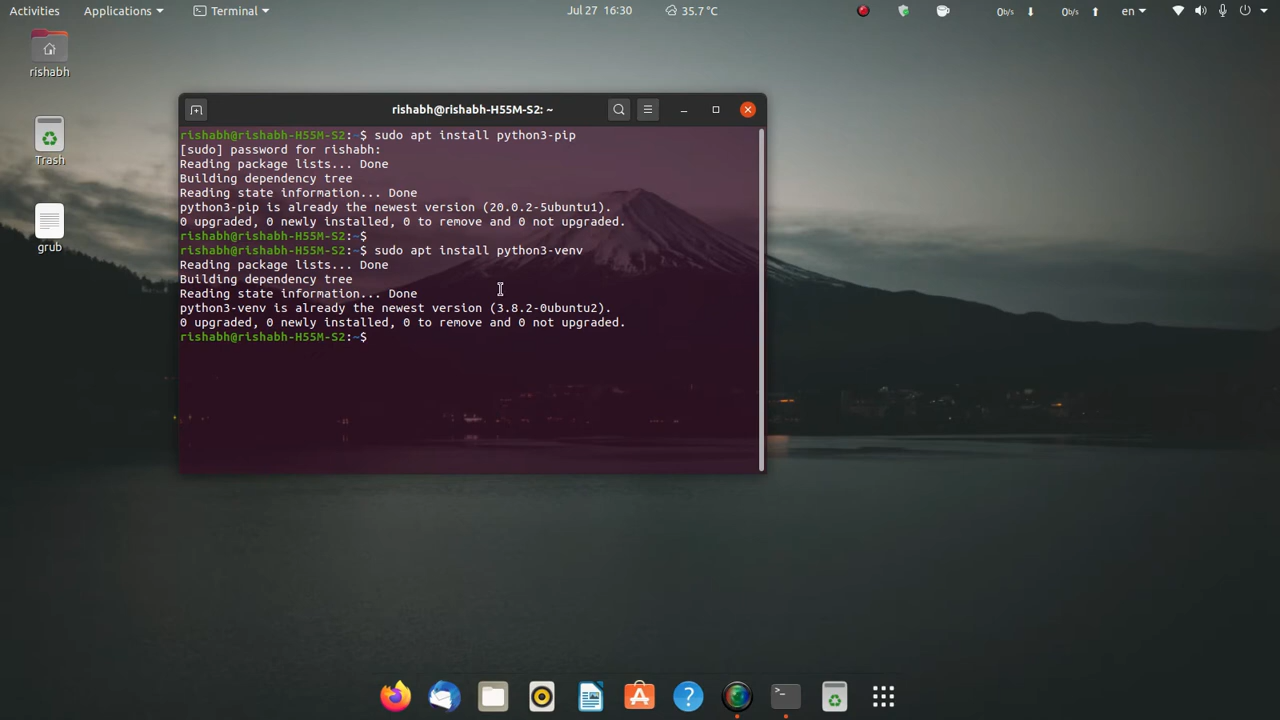 Activities Applications Terminal Jul 27 16:30 35.7 °C 0b/s 0b/s en
rishabh
Trash
grub
rishabh@rishabh-H55M-S2: ~
rishabh@rishabh-H55M-S2:~$ sudo apt install python3-pip
[sudo] password for rishabh:
Reading package lists... Done
Building dependency tree
Reading state information... Done
python3-pip is already the newest version (20.0.2-5ubuntu1).
0 upgraded, 0 newly installed, 0 to remove and 0 not upgraded.
rishabh@rishabh-H55M-S2:~$
rishabh@rishabh-H55M-S2:~$ sudo apt install python3-venv
Reading package lists... Done
Building dependency tree
Reading state information... Done
python3-venv is already the newest version (3.8.2-0ubuntu2).
0 upgraded, 0 newly installed, 0 to remove and 0 not upgraded.
rishabh@rishabh-H55M-S2:~$